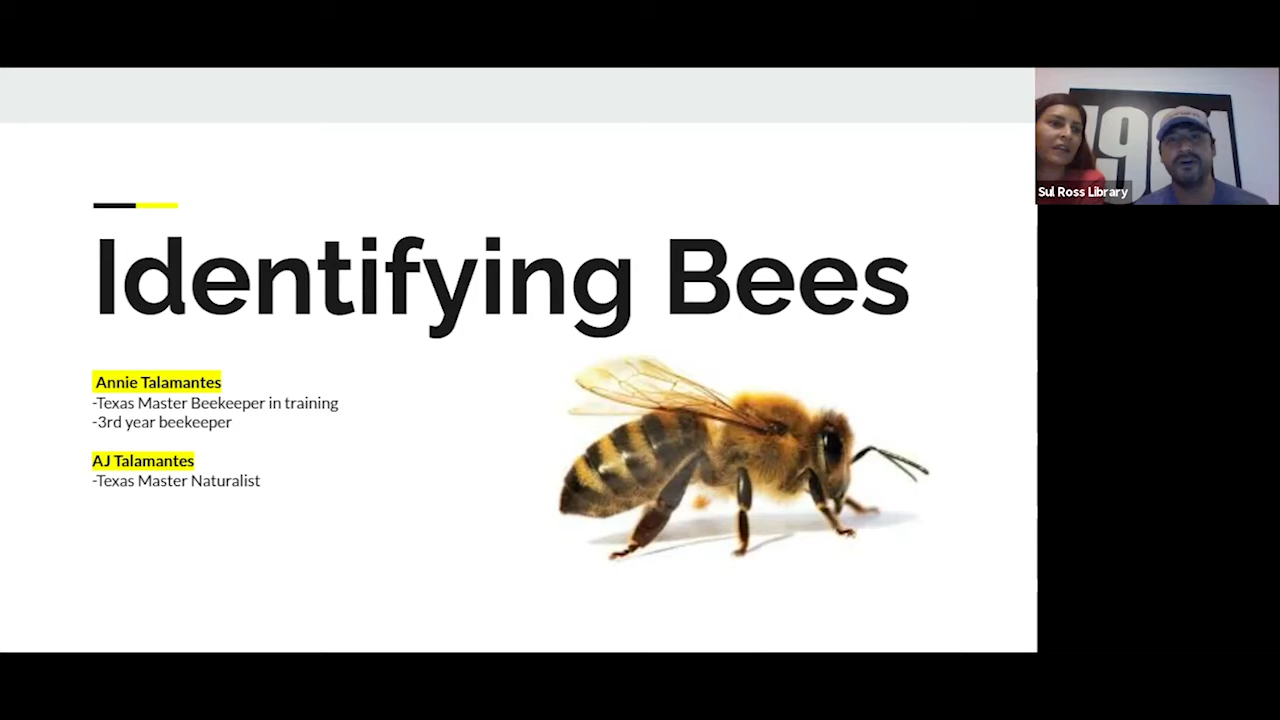 Identifying Bees
Annie Talamantes
-Texas Master Beekeeper in training
-3rd year beekeeper
AJ Talamantes
-Texas Master Naturalist
Sul Ross Library